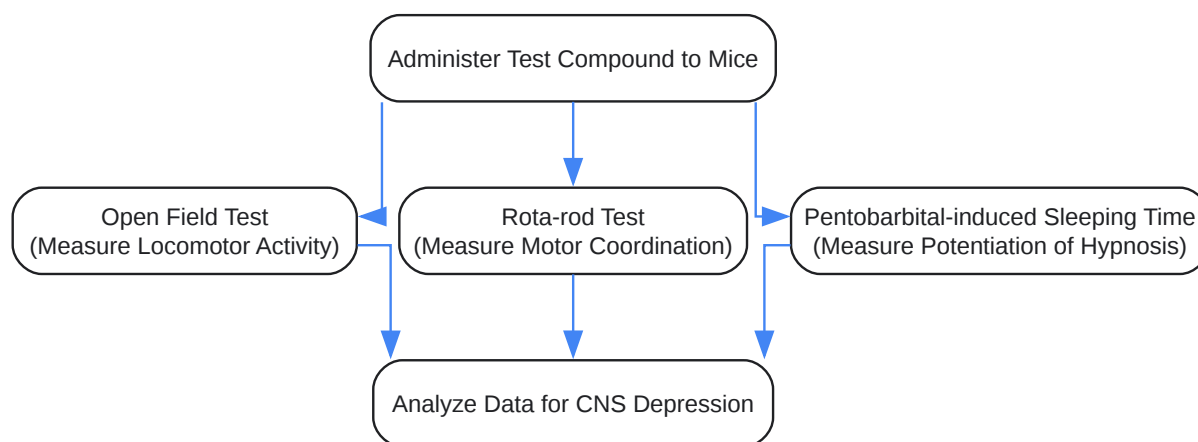 Administer Test Compound to Mice
Open Field Test
(Measure Locomotor Activity)
Rota-rod Test
(Measure Motor Coordination)
Pentobarbital-induced Sleeping Time
(Measure Potentiation of Hypnosis)
Analyze Data for CNS Depression